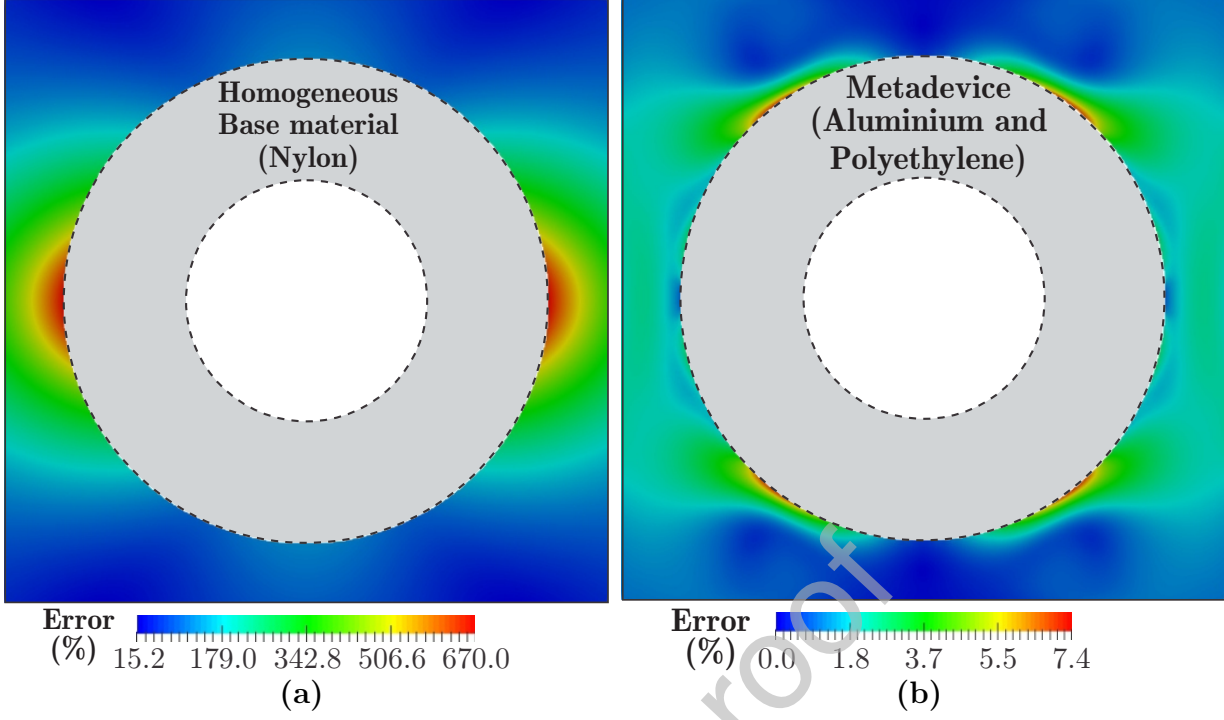 Homogeneous
Base material
(Nylon)
Metadevice
(Aluminium and
Polyethylene)
Error
(%)
15.2 179.0 342.8 506.6 670.0
(a)
Error
(%)
0.0 1.8 3.7 5.5 7.4
(b)
roof